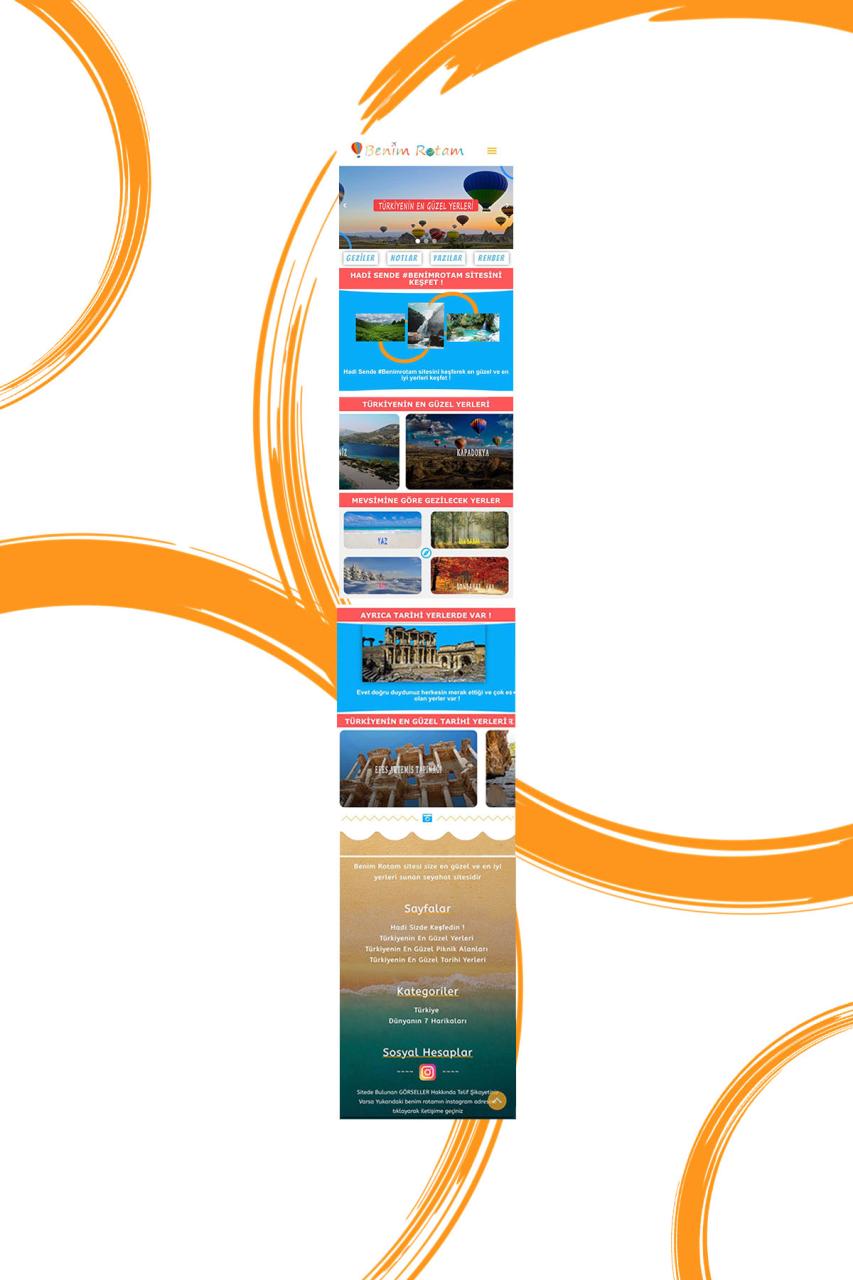 Benim Rotam
TÜRKİYENİN EN GÜZEL YERLERİ
GEZİLER NOTLAR YAZILAR REHBER
HADİ SENDE #BENİMROTAM SİTESİNİ
KEŞFET !
Hadi Sende #Benimrotam sitesini keşferek en güzel ve en
iyi yerleri keşfet !
TÜRKİYENİN EN GÜZEL YERLERİ
KAPADOKYA
MEVSİMİNE GÖRE GEZİLECEK YERLER
YAZ
AYRICA TARİHİ YERLERDE VAR !
Evet doğru duydunuz herkesin merak ettiği ve çok es
olan yerler var !
TÜRKİYENİN EN GÜZEL TARİHİ YERLERİ
EFES ARTEMİS TAPINAĞI
Benim Rotam sitesi size en güzel ve en iyi
yerleri sunan seyahat sitesidir
Sayfalar
Hadi Sizde Keşfedin !
Türkiyenin En Güzel Yerleri
Türkiyenin En Güzel Piknik Alanları
Türkiyenin En Güzel Tarihi Yerleri
Kategoriler
Türkiye
Dünyanın 7 Harikaları
Sosyal Hesaplar
Sitede Bulunan GÖRSELLER Hakkında Telif Şikayetiniz
Varsa Yukarıdaki benim rotamın instagram adresine
tıklayarak iletişime geçiniz